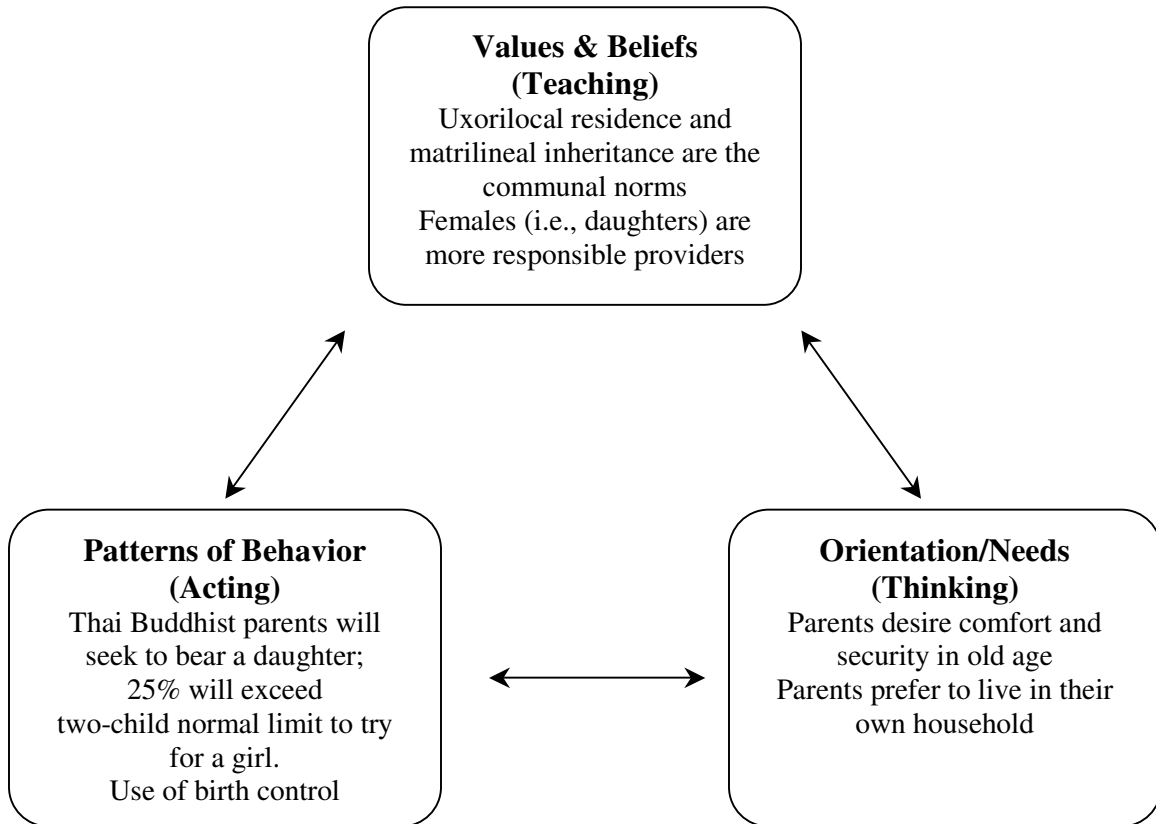 Values & Beliefs
(Teaching)
Uxorilocal residence and
matrilineal inheritance are the
communal norms
Females (i.e., daughters) are
more responsible providers
Patterns of Behavior
(Acting)
Thai Buddhist parents will
seek to bear a daughter;
25% will exceed
two-child normal limit to try
for a girl.
Use of birth control
Orientation/Needs
(Thinking)
Parents desire comfort and
security in old age
Parents prefer to live in their
own household